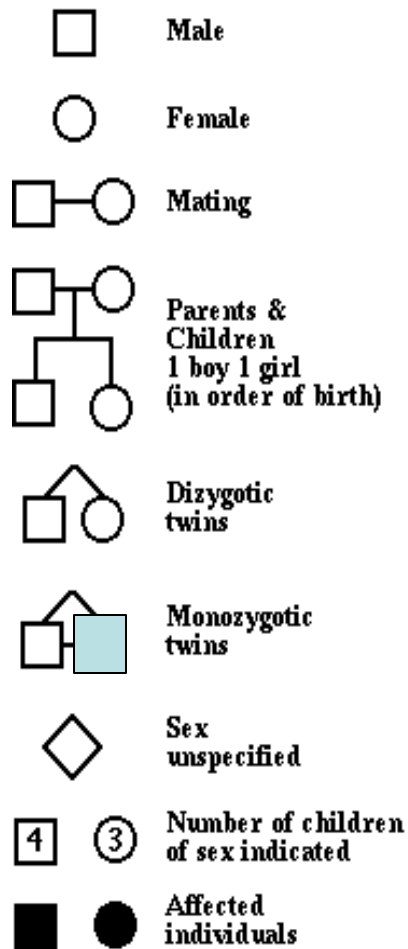 Male
Female
Mating
Parents &
Children
1 boy 1 girl
(in order of birth)
Dizygotic
twins
Monozygotic
twins
Sex
unspecified
4 3 Number of children
of sex indicated
Affected
individuals